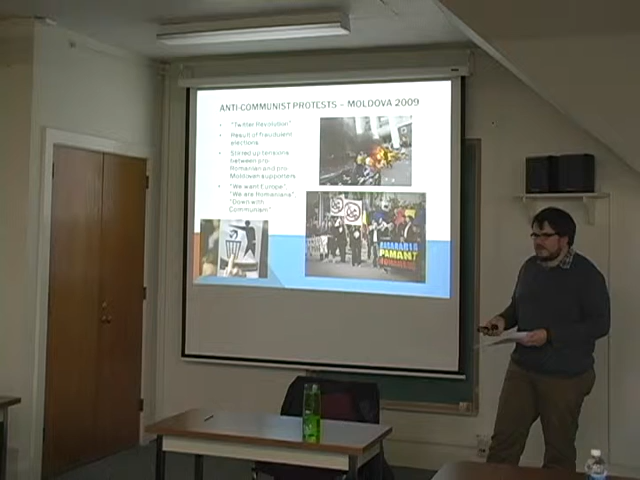 ANTI-COMMUNIST PROTESTS – MOLDOVA 2009
• "Twitter Revolution"
• Result of fraudulent
elections
• Stirred up tensions
between pro
Romanian and pro
Moldovan supporters
• "We want Europe",
"We are Romanians",
"Down with
Communism"
BASARABIA
PAMANT
ROMANESC